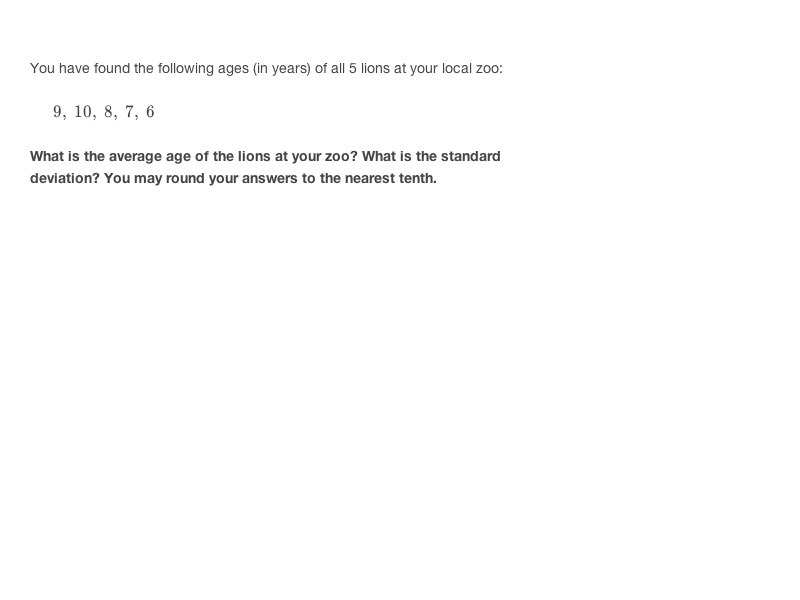 You have found the following ages (in years) of all 5 lions at your local zoo:
9, 10, 8, 7, 6
What is the average age of the lions at your zoo? What is the standard
deviation? You may round your answers to the nearest tenth.